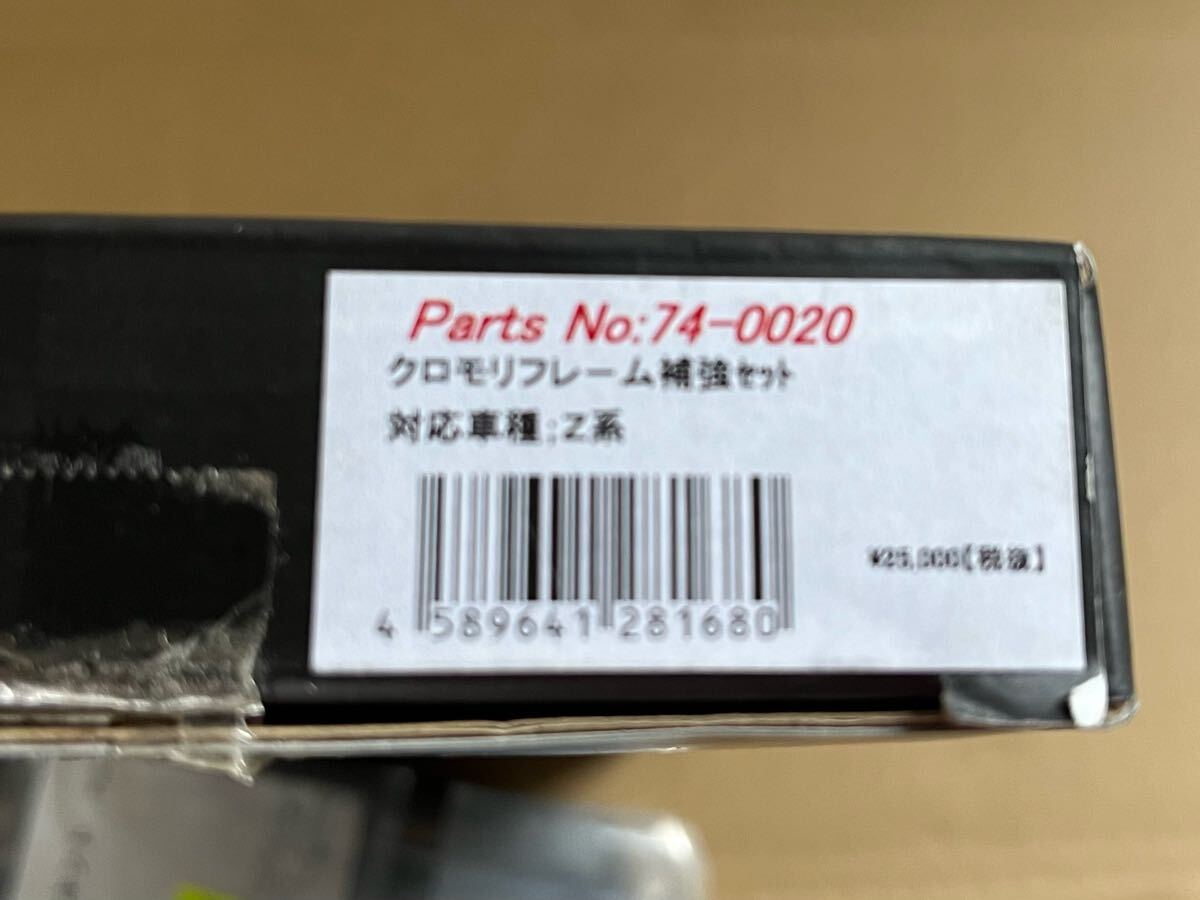 Parts No:74-0020
クロモリフレーム補強ｾｯﾄ
対応車種;Z系
¥25,000【税抜】
4 589641 281680